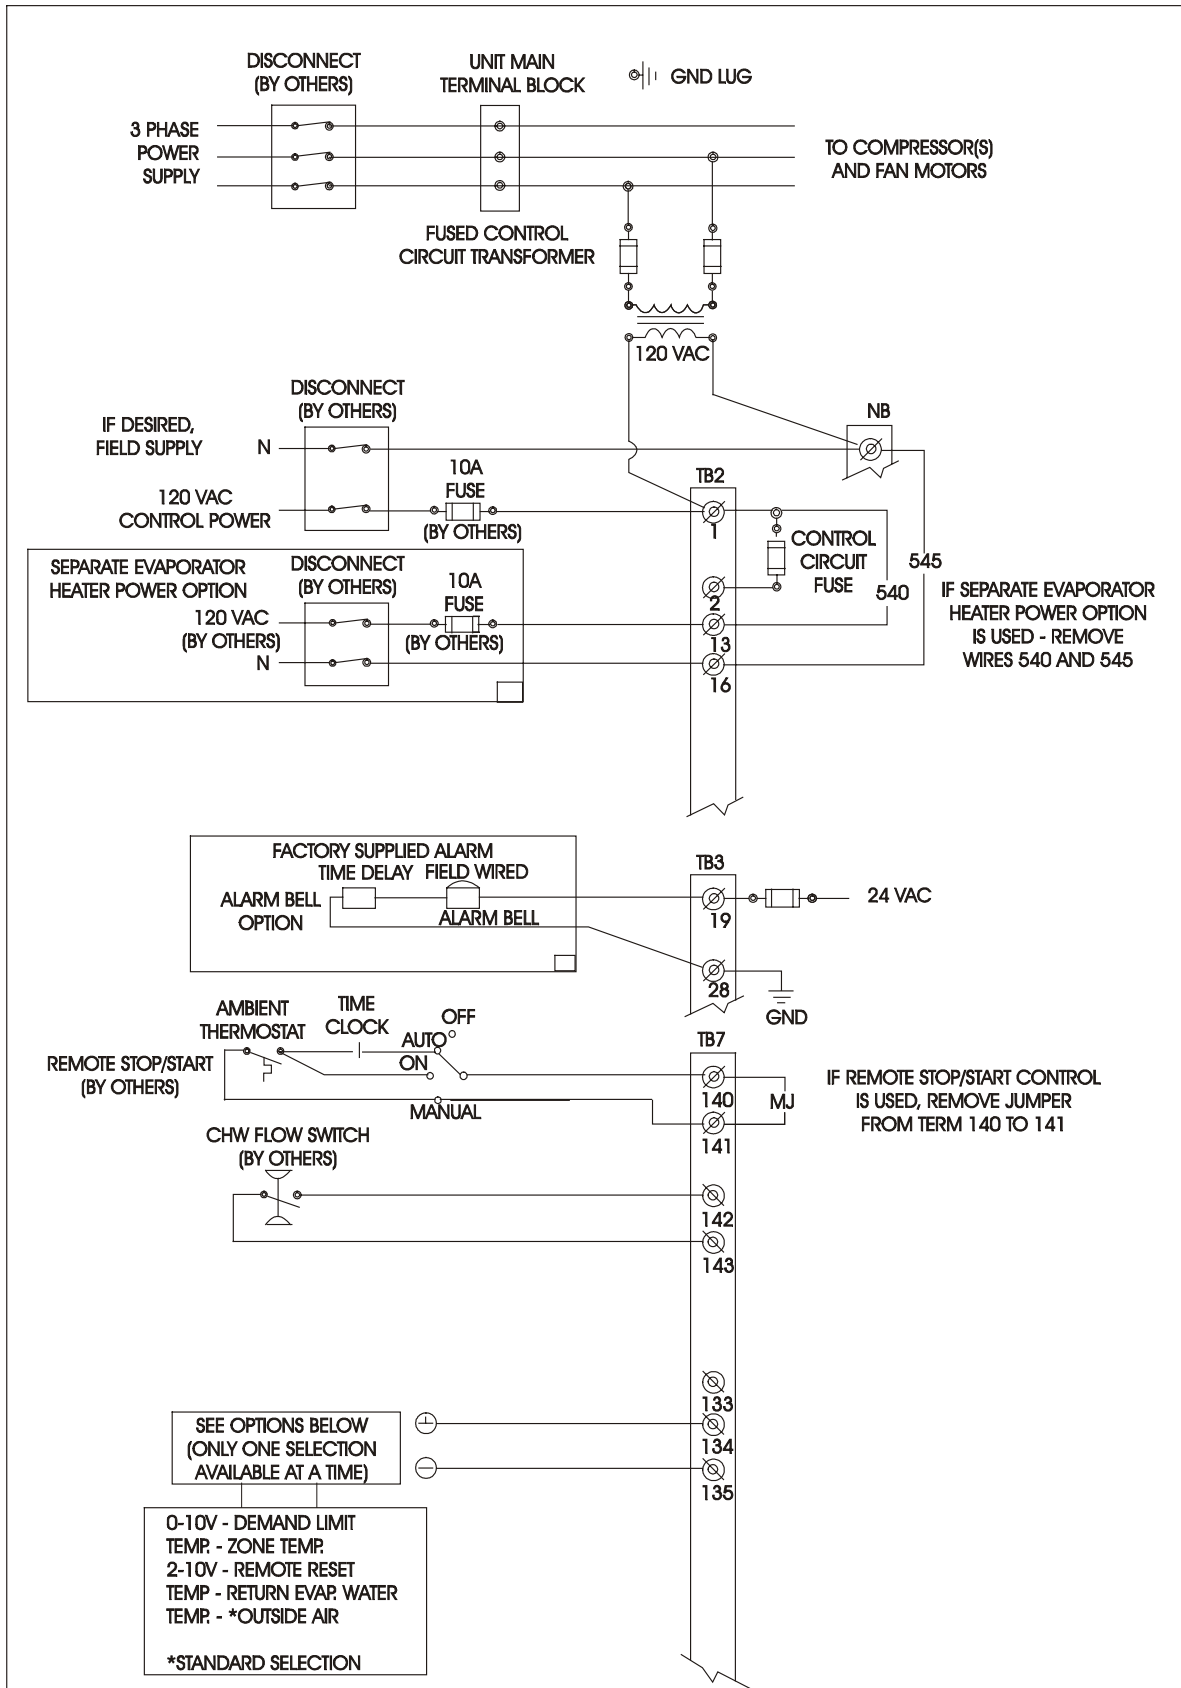 DISCONNECT
(BY OTHERS)
UNIT MAIN
TERMINAL BLOCK
GND LUG
3 PHASE
POWER
SUPPLY
TO COMPRESSOR(S)
AND FAN MOTORS
FUSED CONTROL
CIRCUIT TRANSFORMER
120 VAC
DISCONNECT
(BY OTHERS)
IF DESIRED,
FIELD SUPPLY
N
NB
10A
FUSE
(BY OTHERS)
TB2
120 VAC
CONTROL POWER
1
CONTROL
CIRCUIT
FUSE
545
540
SEPARATE EVAPORATOR
HEATER POWER OPTION
DISCONNECT
(BY OTHERS)
10A
FUSE
(BY OTHERS)
120 VAC
(BY OTHERS)
N
2
13
16
IF SEPARATE EVAPORATOR
HEATER POWER OPTION
IS USED - REMOVE
WIRES 540 AND 545
FACTORY SUPPLIED ALARM
TIME DELAY FIELD WIRED
ALARM BELL
OPTION
ALARM BELL
TB3
19
24 VAC
28
GND
AMBIENT
THERMOSTAT
TIME
CLOCK
OFF
AUTO
ON
MANUAL
REMOTE STOP/START
(BY OTHERS)
TB7
140
MJ
141
IF REMOTE STOP/START CONTROL
IS USED, REMOVE JUMPER
FROM TERM 140 TO 141
CHW FLOW SWITCH
(BY OTHERS)
142
143
133
134
135
SEE OPTIONS BELOW
(ONLY ONE SELECTION
AVAILABLE AT A TIME)
0-10V - DEMAND LIMIT
TEMP. - ZONE TEMP.
2-10V - REMOTE RESET
TEMP - RETURN EVAP. WATER
TEMP. - *OUTSIDE AIR
*STANDARD SELECTION